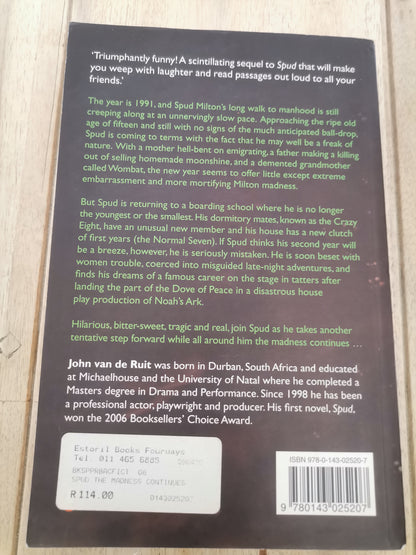 'Triumphantly funny! A scintillating sequel to Spud that will make
you weep with laughter and read passages out loud to all your
friends.'
The year is 1991, and Spud Milton's long walk to manhood is still
creeping along at an unnervingly slow pace. Approaching the ripe old
age of fifteen and still with no signs of the much anticipated ball-drop,
Spud is coming to terms with the fact that he may well be a freak of
nature. With a mother hell-bent on emigrating, a father making a killing
out of selling homemade moonshine, and a demented grandmother
called Wombat, the new year seems to offer little except extreme
embarrassment and more mortifying Milton madness.
But Spud is returning to a boarding school where he is no longer
the youngest or the smallest. His dormitory mates, known as the Crazy
Eight, have an unusual new member and his house has a new clutch
of first years (the Normal Seven). If Spud thinks his second year will
be a breeze, however, he is seriously mistaken. He is soon beset with
women trouble, coerced into misguided late-night adventures, and
finds his dreams of a famous career on the stage in tatters after
landing the part of the Dove of Peace in a disastrous house
play production of Noah's Ark.
Hilarious, bitter-sweet, tragic and real, join Spud as he takes another
tentative step forward while all around him the madness continues ...
John van de Ruit was born in Durban, South Africa and educated
at Michaelhouse and the University of Natal where he completed a
Masters degree in Drama and Performance. Since 1998 he has been
a professional actor, playwright and producer. His first novel, Spud,
won the 2006 Booksellers' Choice Award.
Estoril Books Fourways
Tel. 011 465 6885
BKSPPRBACFICT 06
SPUD THE MADNESS CONTINUES
R114.00 0143025207
ISBN 978-0-143-02520-7
9 780143 025207